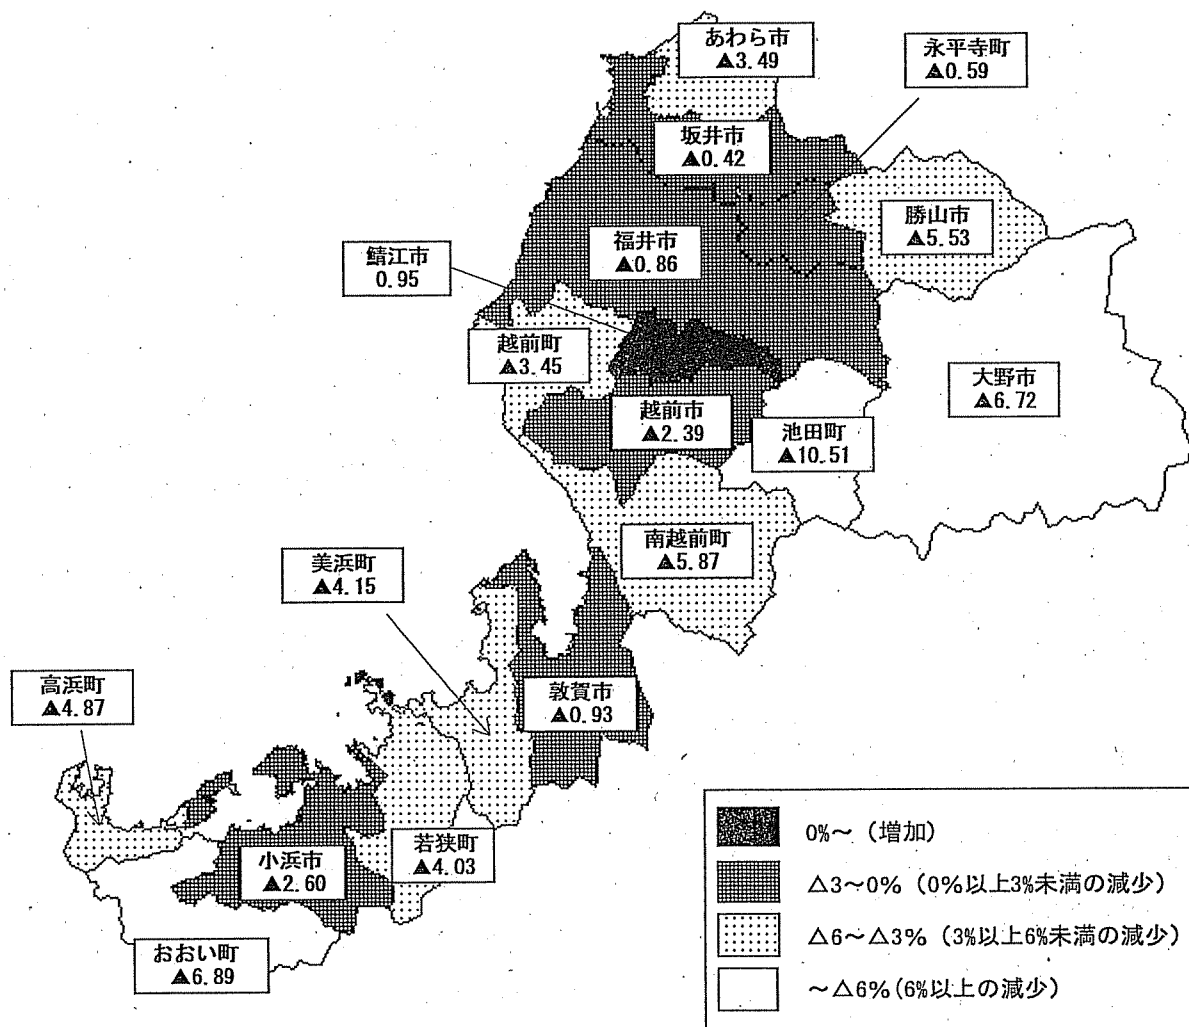 あわら市
▲3.49
永平寺町
▲0.59
坂井市
▲0.42
勝山市
▲5.53
福井市
▲0.86
鯖江市
0.95
越前町
▲3.45
大野市
▲6.72
越前市
▲2.39
池田町
▲10.51
南越前町
▲5.87
美浜町
▲4.15
高浜町
▲4.87
敦賀市
▲0.93
若狭町
▲4.03
小浜市
▲2.60
おおい町
▲6.89
0%～（増加）
△3～0%（0%以上3%未満の減少）
△6～△3%（3%以上6%未満の減少）
～△6%(6%以上の減少)